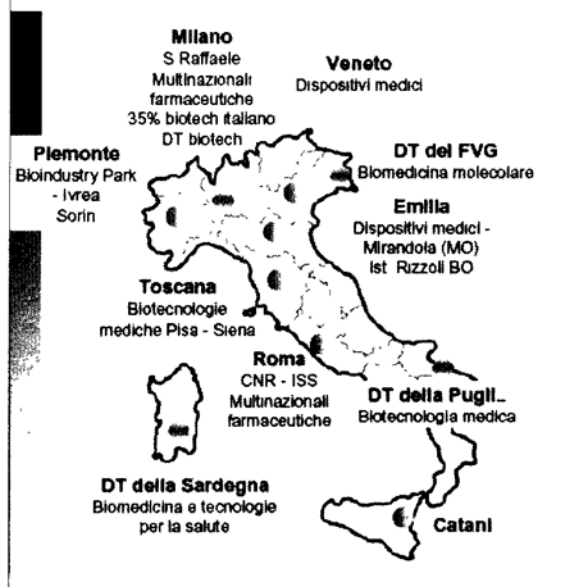 Milano
S Raffaele
Multinazionali
farmaceutiche
35% biotech italiano
DT biotech
Veneto
Dispositivi medici
Piemonte
Bioindustry Park
- Ivrea
Sorin
DT del FVG
Biomedicina molecolare
Emilia
Dispositivi medici -
Mirandola (MO)
Ist Rizzoli BO
Toscana
Biotecnologie
mediche Pisa - Siena
Roma
CNR - ISS
Multinazionali
farmaceutiche
DT della Pugli..
Biotecnologia medica
DT della Sardegna
Biomedicina e tecnologie
per la salute
Catani